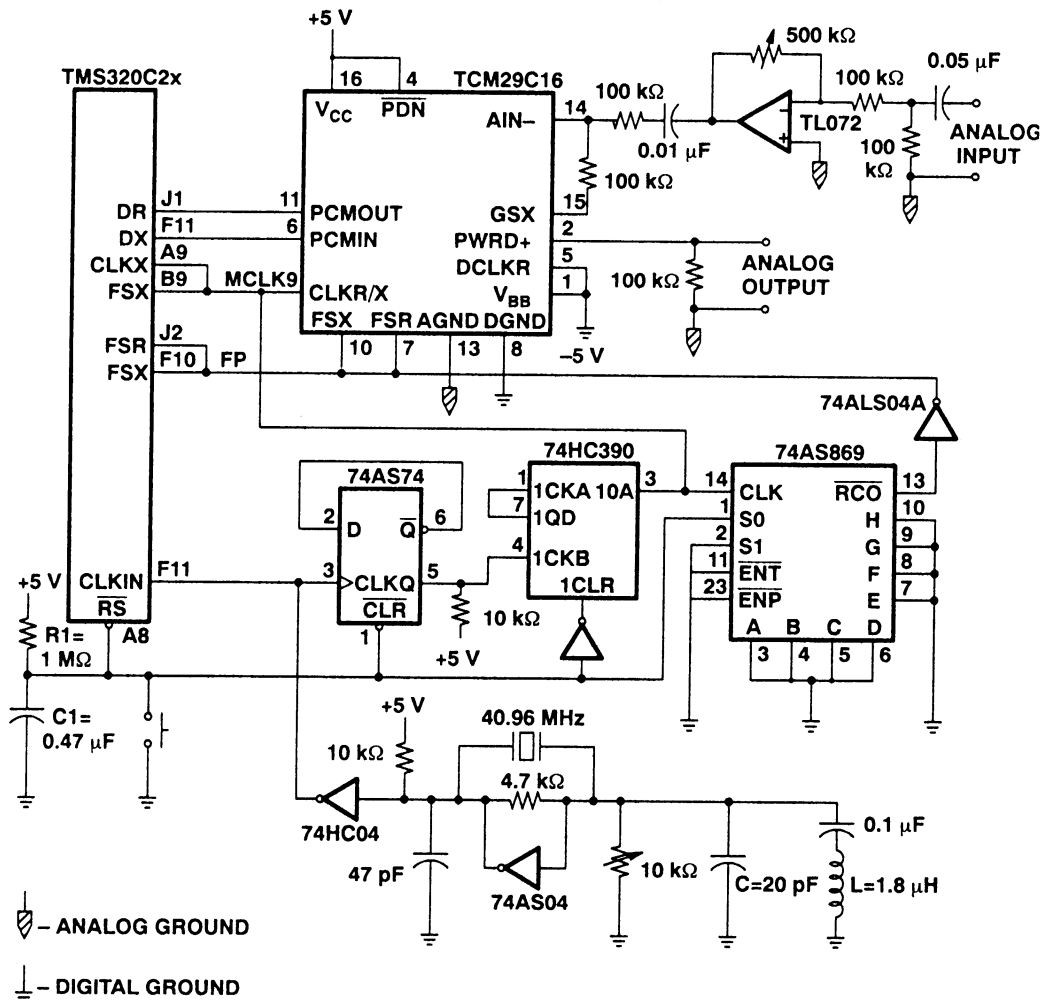 +5 V
TMS320C2x
16
4
TCM29C16
VCC
PDN
AIN–
14
100 kΩ
0.01 µF
500 kΩ
–
+
TL072
100 kΩ
0.05 µF
100 kΩ
ANALOG INPUT
100 kΩ
GSX
15
PWRD+
2
DCLKR
5
VBB
1
–5 V
100 kΩ
ANALOG OUTPUT
DR
J1
11
PCMOUT
DX
F11
6
PCMIN
CLKX
A9
FSX
B9
MCLK9
CLKR/X
FSX
FSR
AGND
DGND
10
7
13
8
FSR
J2
FSX
F10
FP
74ALS04A
74AS74
2
D
Q
6
3
CLKQ
5
CLR
1
10 kΩ
+5 V
74HC390
1
1CKA
10A
3
7
1QD
4
1CKB
1CLR
74AS869
14
CLK
RCO
13
1
S0
H
10
2
S1
G
9
11
ENT
F
8
23
ENP
E
7
A
B
C
D
3
4
5
6
CLKIN
F11
RS
A8
+5 V
R1=
1 MΩ
C1=
0.47 µF
+5 V
10 kΩ
74HC04
47 pF
40.96 MHz
4.7 kΩ
74AS04
10 kΩ
C=20 pF
0.1 µF
L=1.8 µH
– ANALOG GROUND
– DIGITAL GROUND